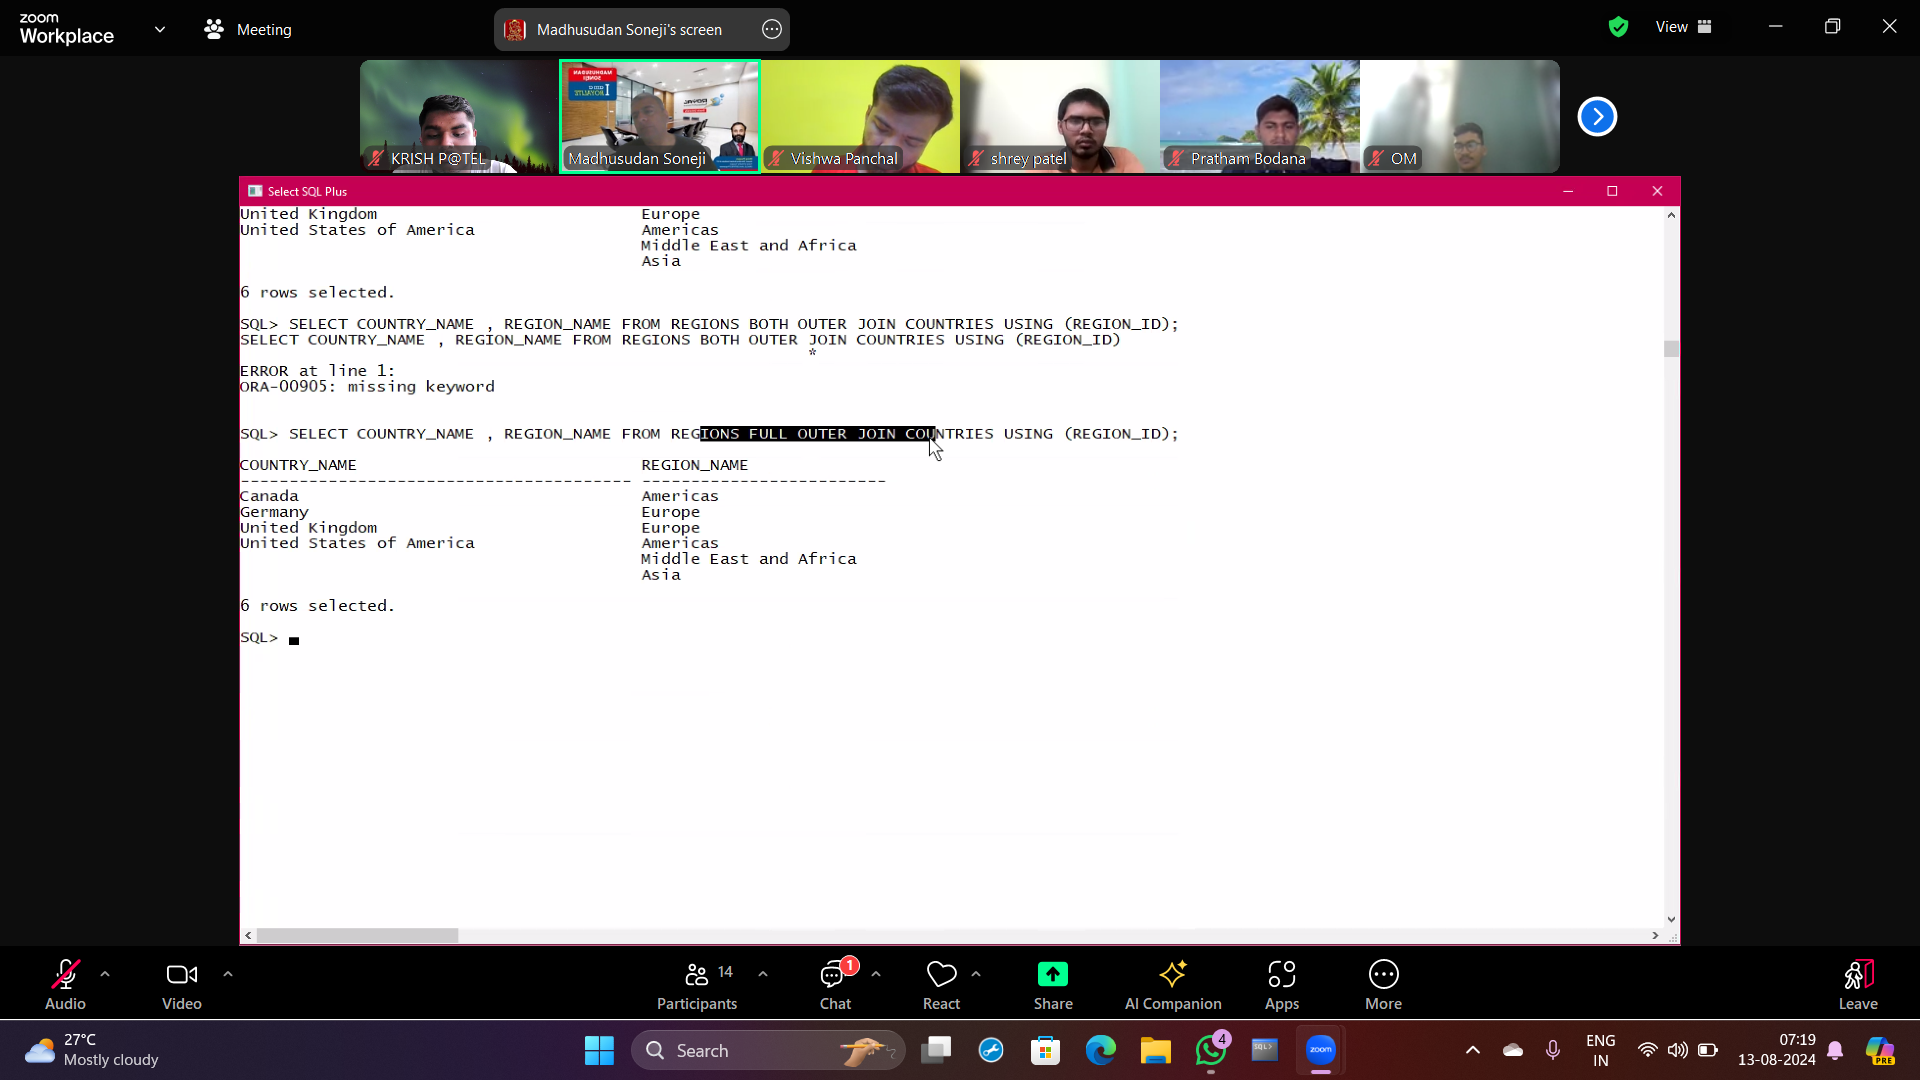 zoom
Workplace
Meeting
Madhusudan Soneji's screen
View
KRISH P@TEL
MADHUSUDAN
SONEJI
Madhusudan Soneji
Vishwa Panchal
shrey patel
Pratham Bodana
OM
Select SQL Plus
United Kingdom Europe
United States of America Americas
Middle East and Africa
Asia
6 rows selected.
SQL> SELECT COUNTRY_NAME , REGION_NAME FROM REGIONS BOTH OUTER JOIN COUNTRIES USING (REGION_ID);
SELECT COUNTRY_NAME , REGION_NAME FROM REGIONS BOTH OUTER JOIN COUNTRIES USING (REGION_ID)
*
ERROR at line 1:
ORA-00905: missing keyword
SQL> SELECT COUNTRY_NAME , REGION_NAME FROM REGIONS FULL OUTER JOIN COUNTRIES USING (REGION_ID);
COUNTRY_NAME REGION_NAME
---------------------------------------- -------------------------
Canada Americas
Germany Europe
United Kingdom Europe
United States of America Americas
Middle East and Africa
Asia
6 rows selected.
SQL>
Audio
Video
14
Participants
1
Chat
React
Share
AI Companion
Apps
More
Leave
27°C
Mostly cloudy
Search
4
SQL>
zoom
ENG
IN
07:19
13-08-2024
PRE